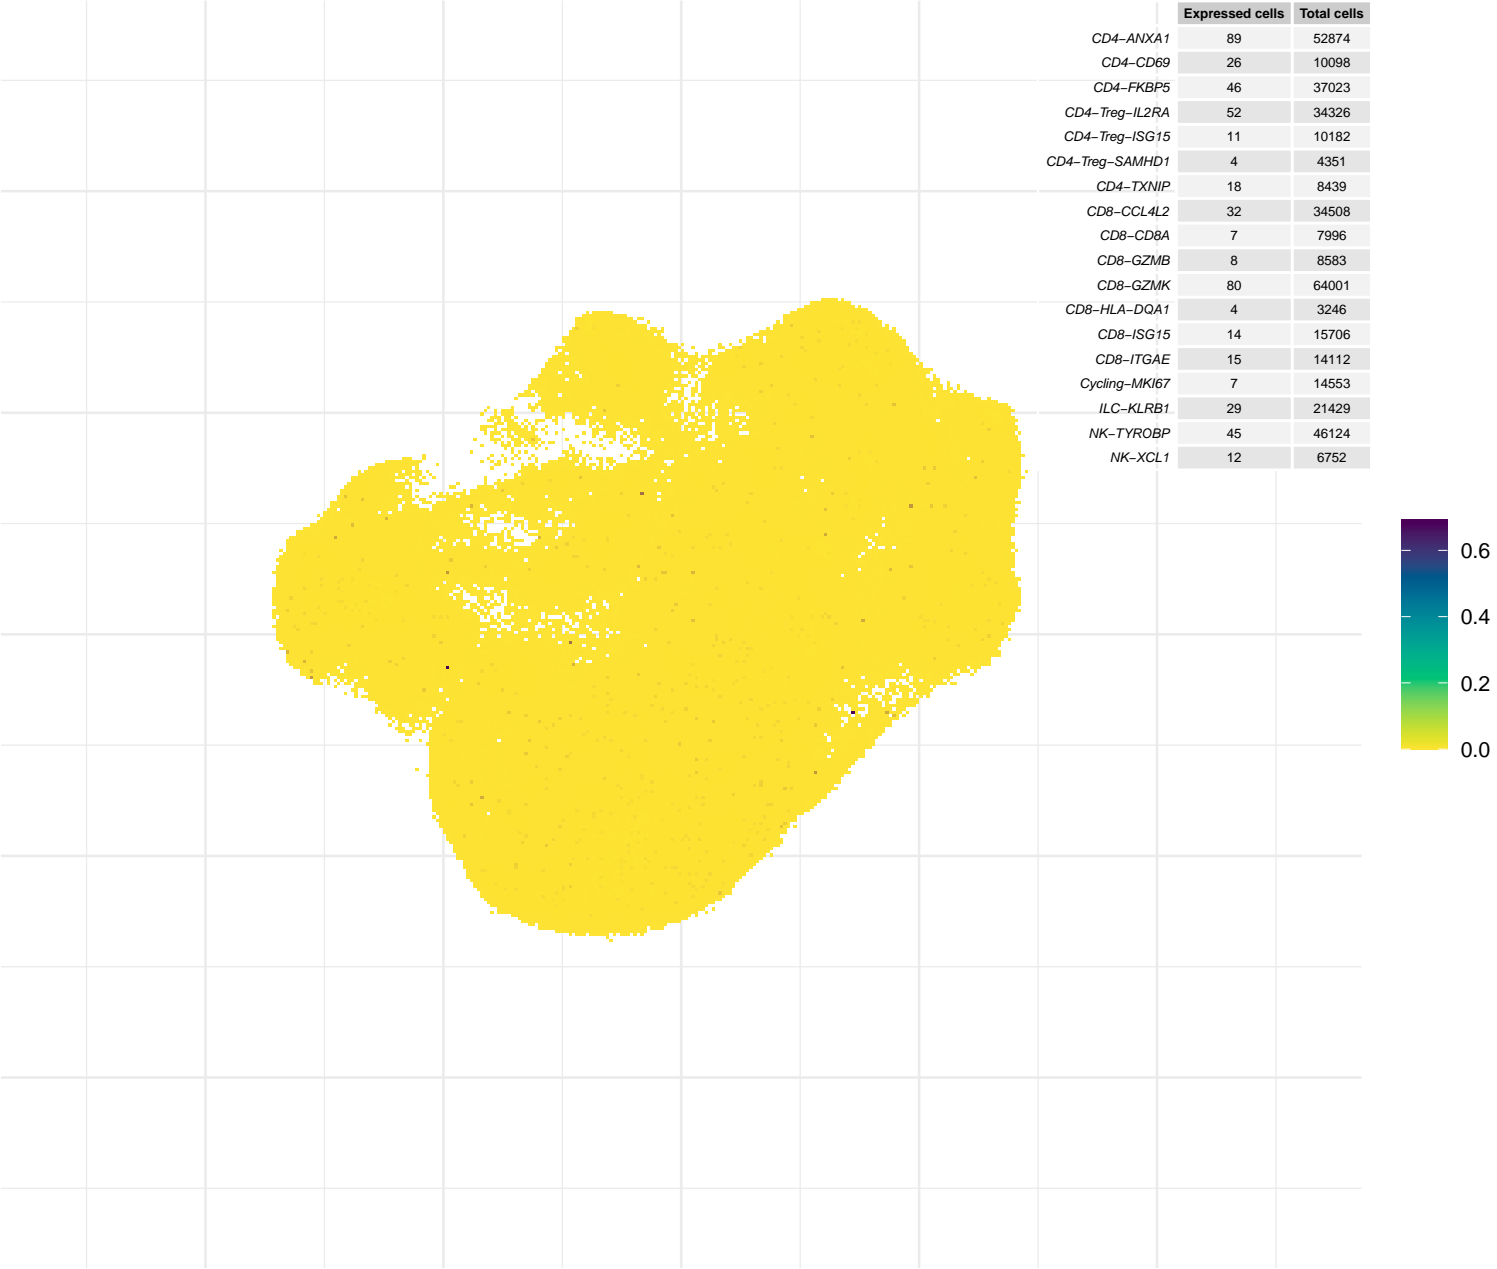 Expressed cells Total cells
CD4−ANXA1 89 52874
CD4−CD69 26 10098
CD4−FKBP5 46 37023
CD4−Treg−IL2RA 52 34326
CD4−Treg−ISG15 11 10182
CD4−Treg−SAMHD1 4 4351
CD4−TXNIP 18 8439
CD8−CCL4L2 32 34508
CD8−CD8A 7 7996
CD8−GZMB 8 8583
CD8−GZMK 80 64001
CD8−HLA−DQA1 4 3246
CD8−ISG15 14 15706
CD8−ITGAE 15 14112
Cycling−MKI67 7 14553
ILC−KLRB1 29 21429
NK−TYROBP 45 46124
NK−XCL1 12 6752
0.6
0.4
0.2
0.0